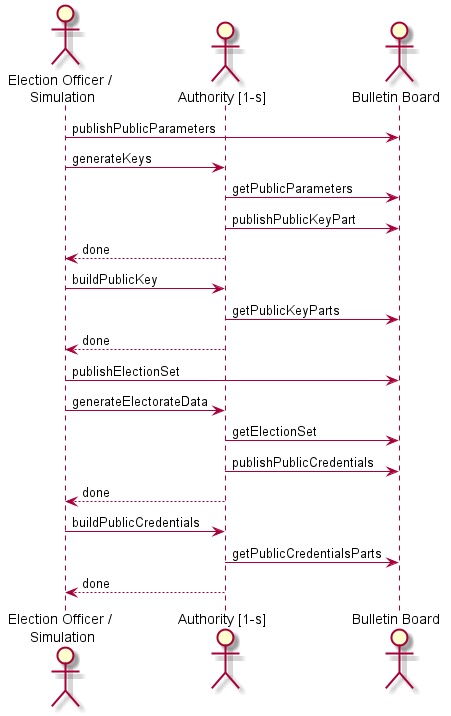 Election Officer /
Simulation
Authority [1-s]
Bulletin Board
publishPublicParameters
generateKeys
getPublicParameters
publishPublicKeyPart
done
buildPublicKey
getPublicKeyParts
done
publishElectionSet
generateElectorateData
getElectionSet
publishPublicCredentials
done
buildPublicCredentials
getPublicCredentialsParts
done
Election Officer /
Simulation
Authority [1-s]
Bulletin Board